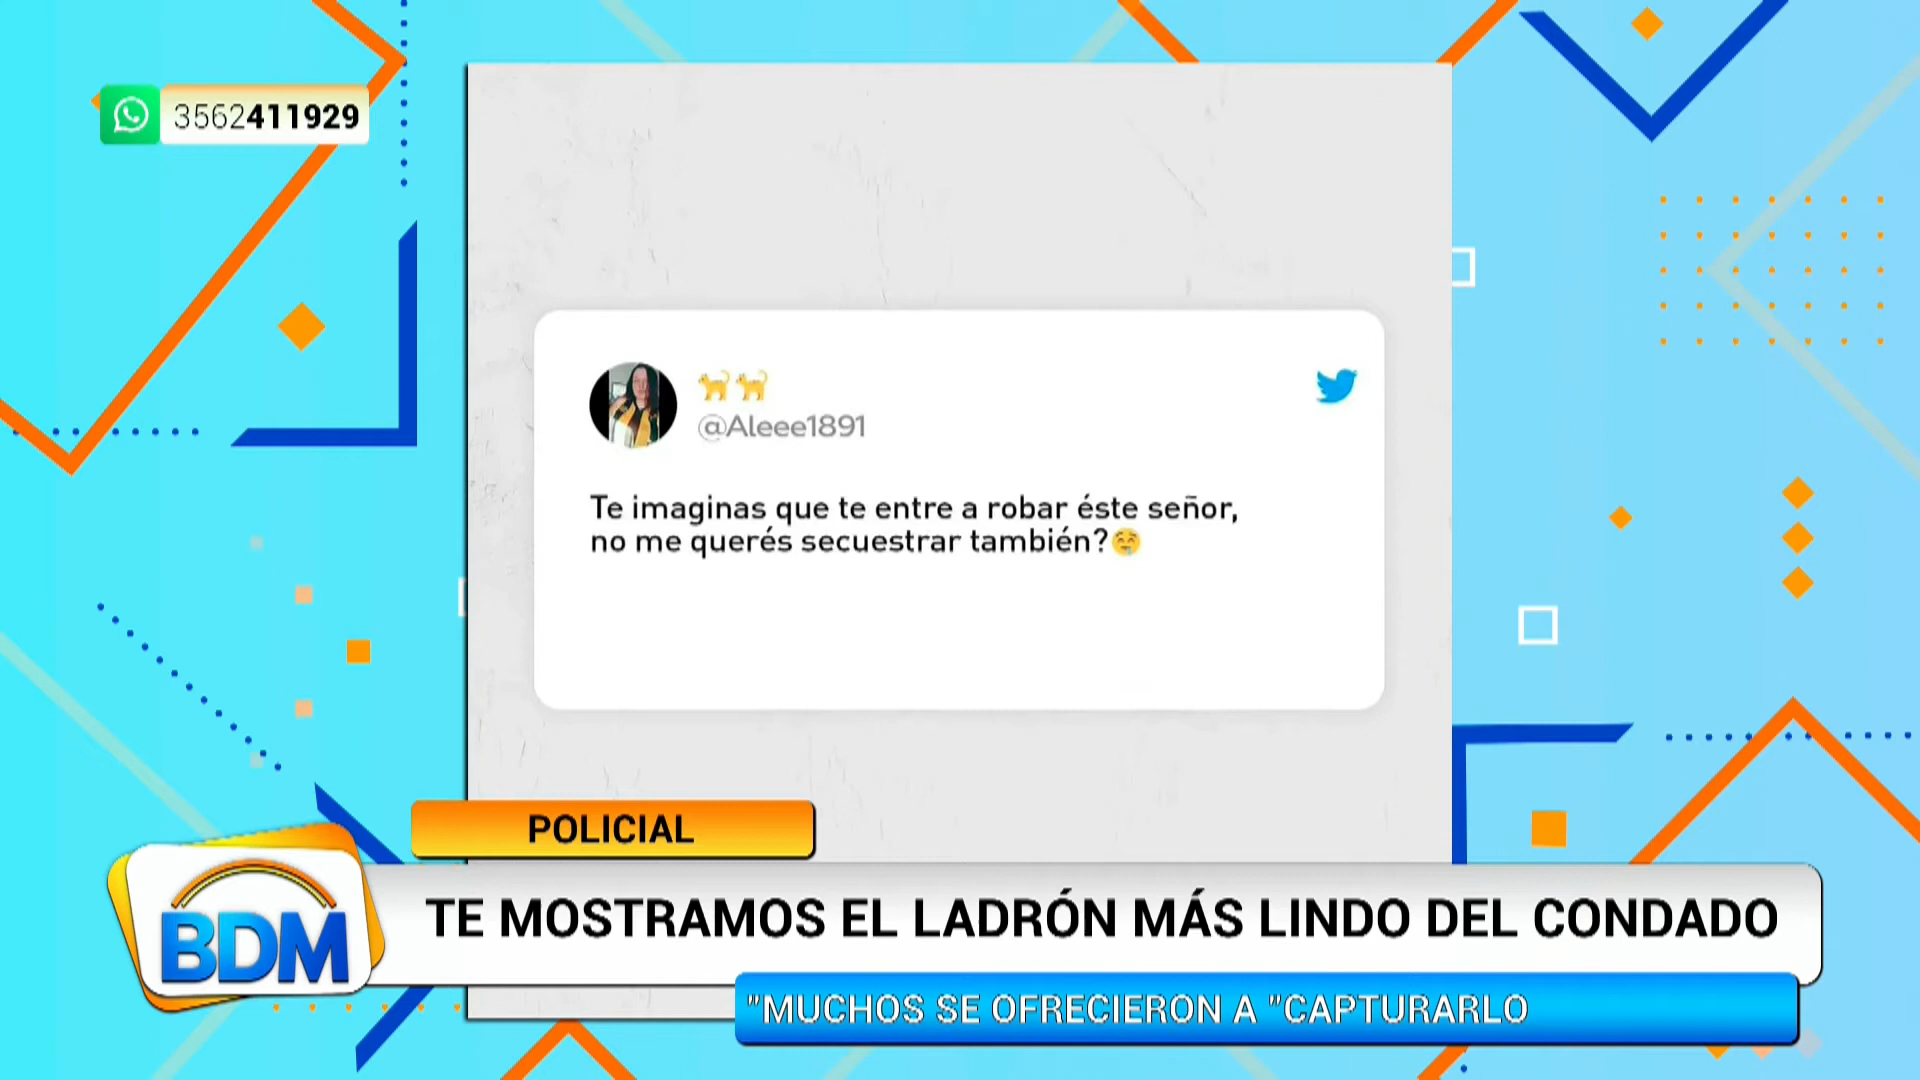 3562411929
@Aleee1891
Te imaginas que te entre a robar éste señor,
no me querés secuestrar también?🤤
POLICIAL
BDM
TE MOSTRAMOS EL LADRÓN MÁS LINDO DEL CONDADO
"MUCHOS SE OFRECIERON A "CAPTURARLO